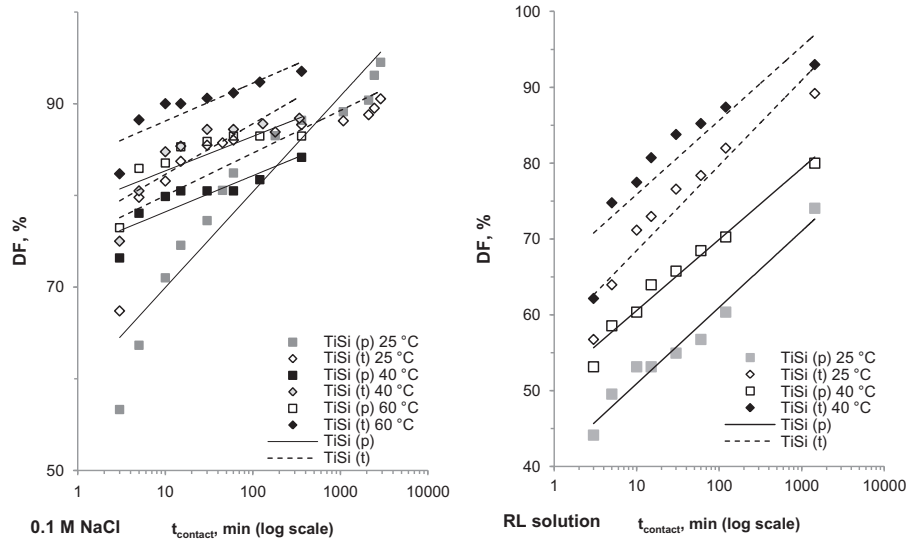 DF, %
90
70
50
1
10
100
1000
10000
TiSi (p) 25 °C
TiSi (t) 25 °C
TiSi (p) 40 °C
TiSi (t) 40 °C
TiSi (p) 60 °C
TiSi (t) 60 °C
TiSi (p)
TiSi (t)
0.1 M NaCl
t_contact, min (log scale)
DF, %
100
90
80
70
60
50
40
1
10
100
1000
10000
TiSi (p) 25 °C
TiSi (t) 25 °C
TiSi (p) 40 °C
TiSi (t) 40 °C
TiSi (p)
TiSi (t)
RL solution
t_contact, min (log scale)